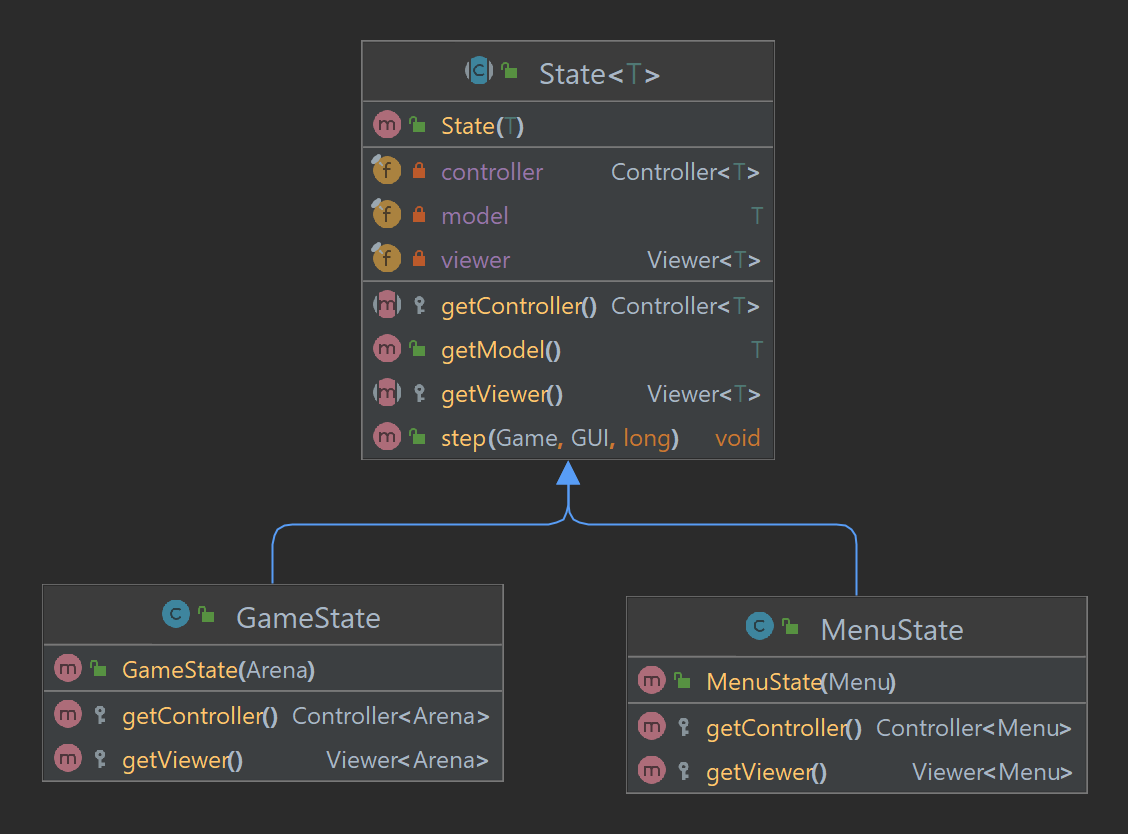 State<T>
State(T)
controller Controller<T>
model T
viewer Viewer<T>
getController() Controller<T>
getModel() T
getViewer() Viewer<T>
step(Game, GUI, long) void
GameState
GameState(Arena)
getController() Controller<Arena>
getViewer() Viewer<Arena>
MenuState
MenuState(Menu)
getController() Controller<Menu>
getViewer() Viewer<Menu>